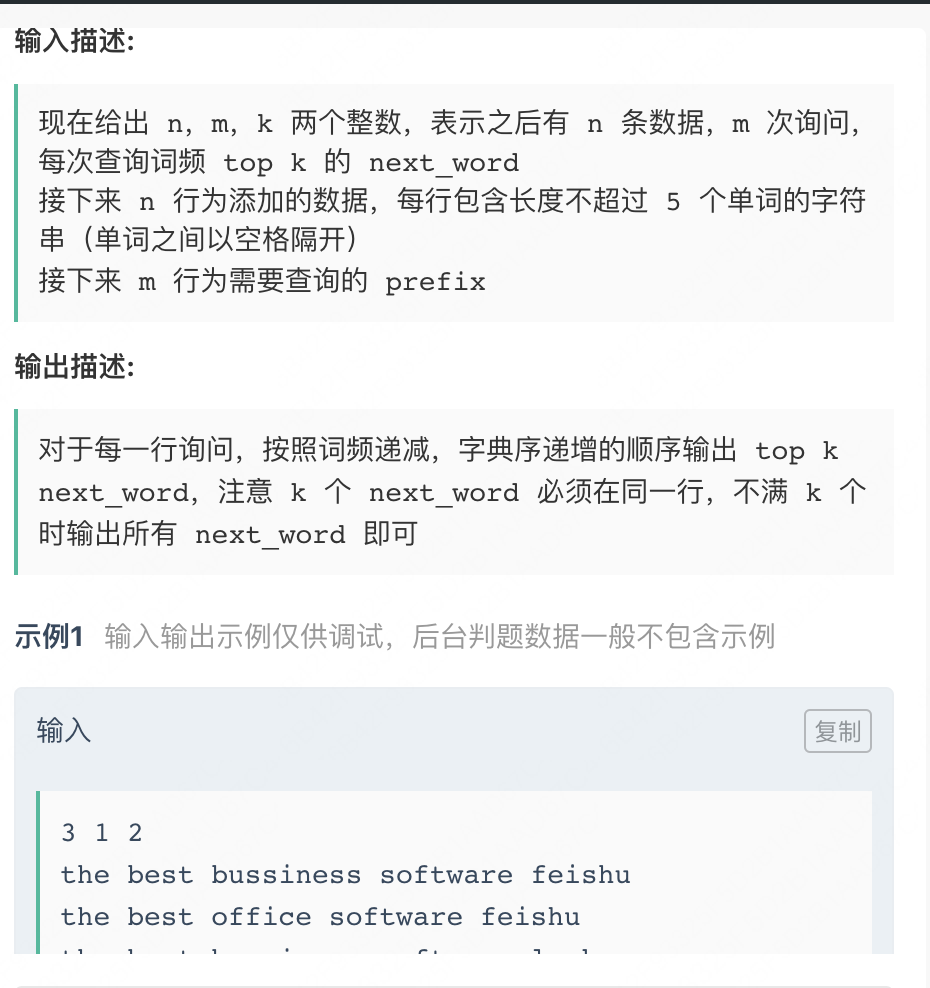 输入描述:
现在给出 n, m, k 两个整数, 表示之后有 n 条数据, m 次询问,
每次查询词频 top k 的 next_word
接下来 n 行为添加的数据, 每行包含长度不超过 5 个单词的字符
串 (单词之间以空格隔开)
接下来 m 行为需要查询的 prefix
输出描述:
对于每一行询问, 按照词频递减, 字典序递增的顺序输出 top k
next_word, 注意 k 个 next_word 必须在同一行, 不满 k 个
时输出所有 next_word 即可
示例1 输入输出示例仅供调试, 后台判题数据一般不包含示例
输入 复制
3 1 2
the best bussiness software feishu
the best office software feishu